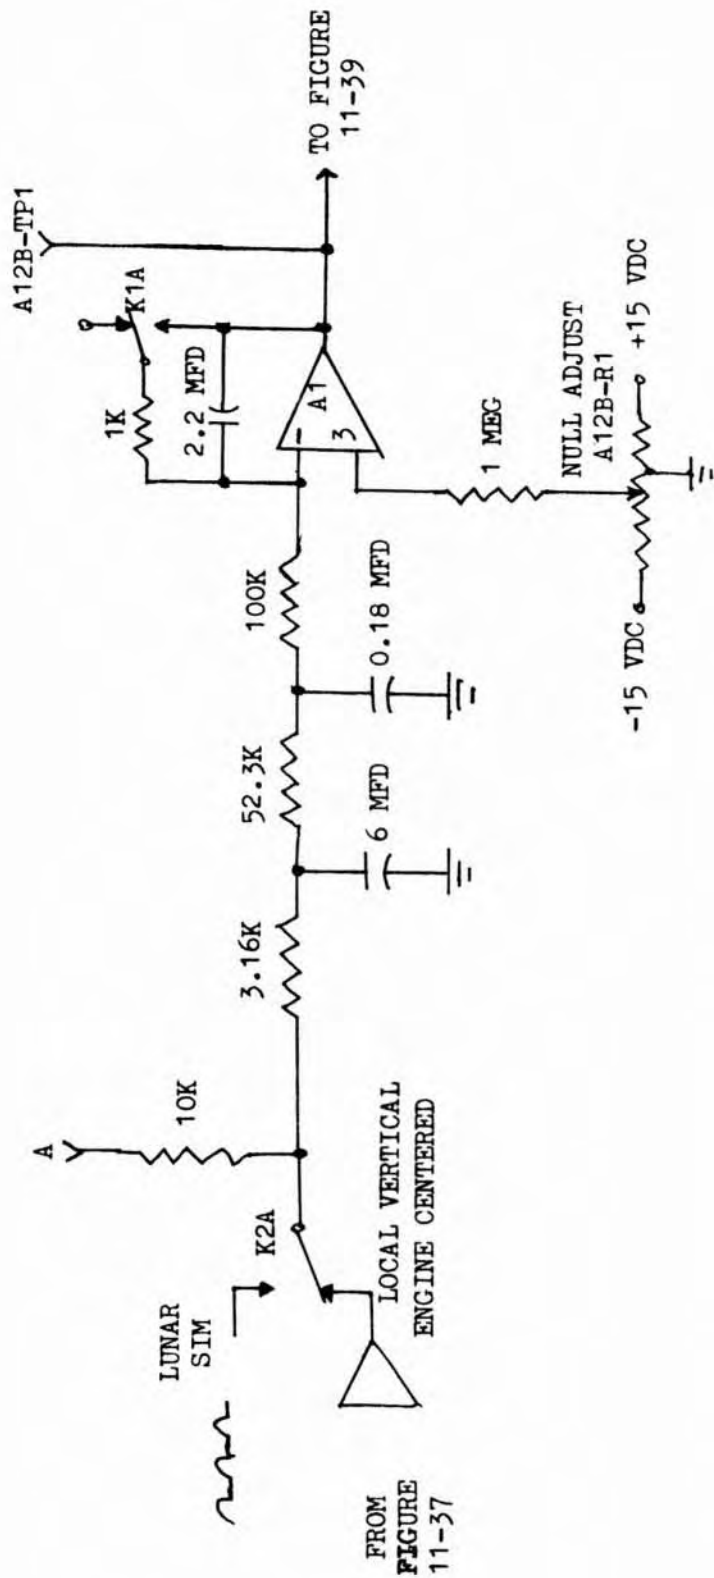 FROM
FIGURE
11-37
LUNAR
SIM
K2A
LOCAL VERTICAL
ENGINE CENTERED
A
10K
3.16K
6 MFD
52.3K
0.18 MFD
100K
1K
K1A
2.2 MFD
A12B-TP1
A1
−
3
TO FIGURE
11-39
1 MEG
NULL ADJUST
A12B-R1
-15 VDC
+15 VDC